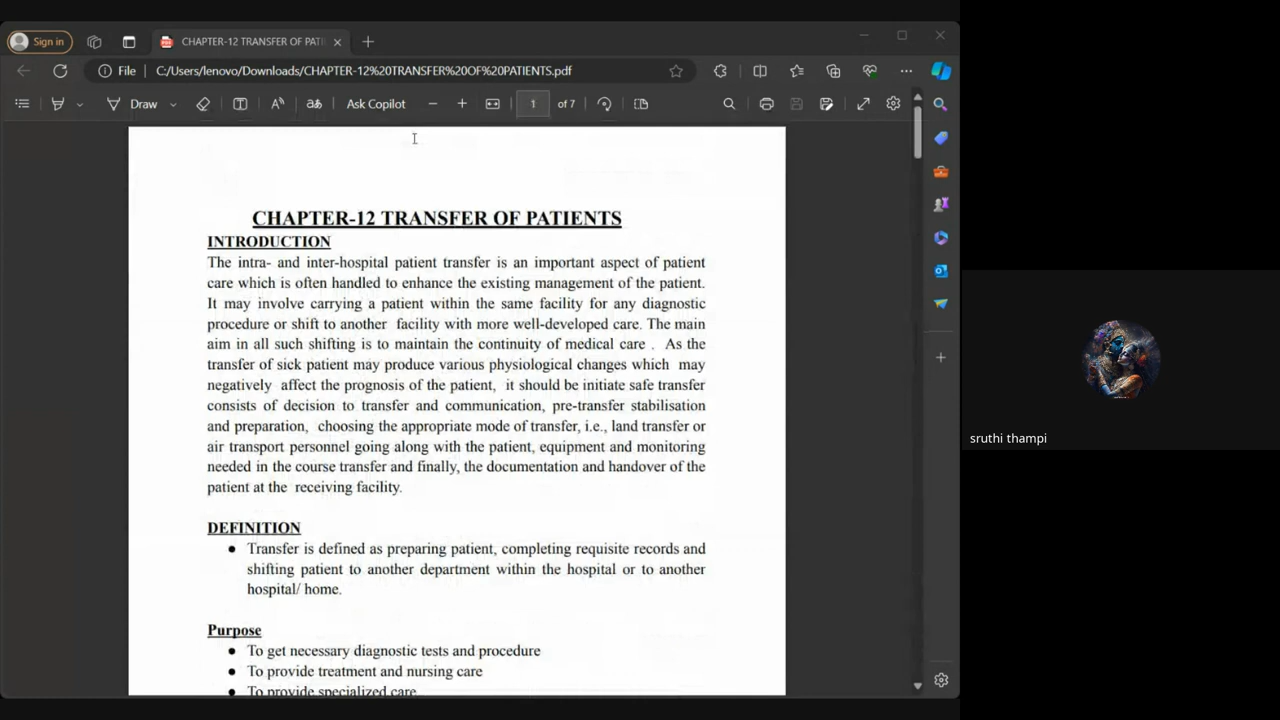 Sign in
CHAPTER-12 TRANSFER OF PATI
File
C:/Users/lenovo/Downloads/CHAPTER-12%20TRANSFER%20OF%20PATIENTS.pdf
Draw
aあ
Ask Copilot
1
of 7
CHAPTER-12 TRANSFER OF PATIENTS
INTRODUCTION
The intra- and inter-hospital patient transfer is an important aspect of patient
care which is often handled to enhance the existing management of the patient.
It may involve carrying a patient within the same facility for any diagnostic
procedure or shift to another facility with more well-developed care. The main
aim in all such shifting is to maintain the continuity of medical care . As the
transfer of sick patient may produce various physiological changes which may
negatively affect the prognosis of the patient, it should be initiate safe transfer
consists of decision to transfer and communication, pre-transfer stabilisation
and preparation, choosing the appropriate mode of transfer, i.e., land transfer or
air transport personnel going along with the patient, equipment and monitoring
needed in the course transfer and finally, the documentation and handover of the
patient at the receiving facility.
DEFINITION
● Transfer is defined as preparing patient, completing requisite records and
shifting patient to another department within the hospital or to another
hospital/ home.
Purpose
● To get necessary diagnostic tests and procedure
● To provide treatment and nursing care
● To provide specialized care
sruthi thampi